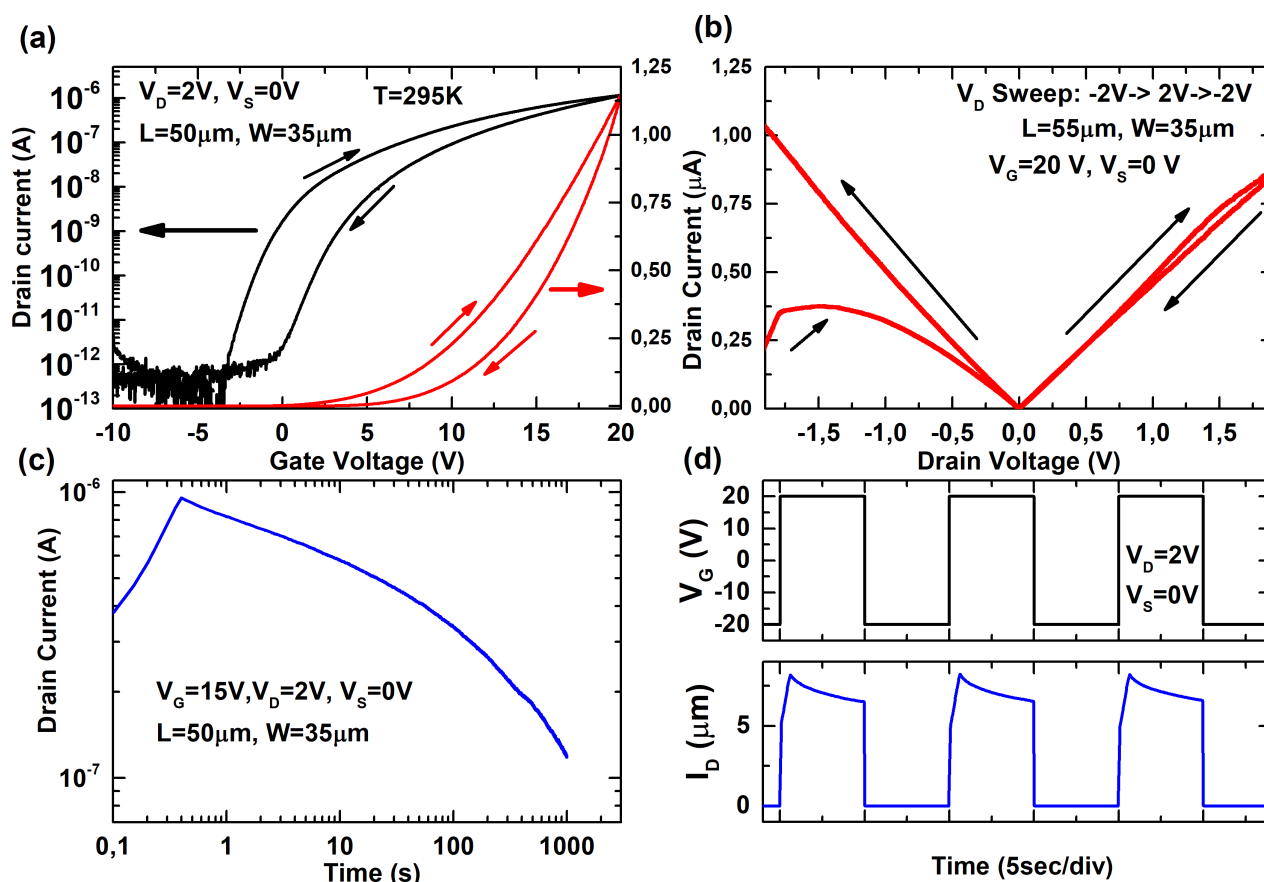 (a)
V_D=2V, V_S=0V
T=295K
L=50μm, W=35μm
Drain current (A)
10^-6
10^-7
10^-8
10^-9
10^-10
10^-11
10^-12
10^-13
1,25
1,00
0,75
0,50
0,25
0,00
-10
-5
0
5
10
15
20
Gate Voltage (V)
(b)
V_D Sweep: -2V-> 2V->-2V
L=55μm, W=35μm
V_G=20 V, V_S=0 V
Drain Current (μA)
1,25
1,00
0,75
0,50
0,25
0,00
-1,5
-1,0
-0,5
0,0
0,5
1,0
1,5
Drain Voltage (V)
(c)
Drain Current (A)
10^-6
10^-7
V_G=15V,V_D=2V, V_S=0V
L=50μm, W=35μm
0,1
1
10
100
1000
Time (s)
(d)
V_G (V)
20
10
0
-10
-20
V_D=2V
V_S=0V
I_D (μm)
5
0
Time (5sec/div)